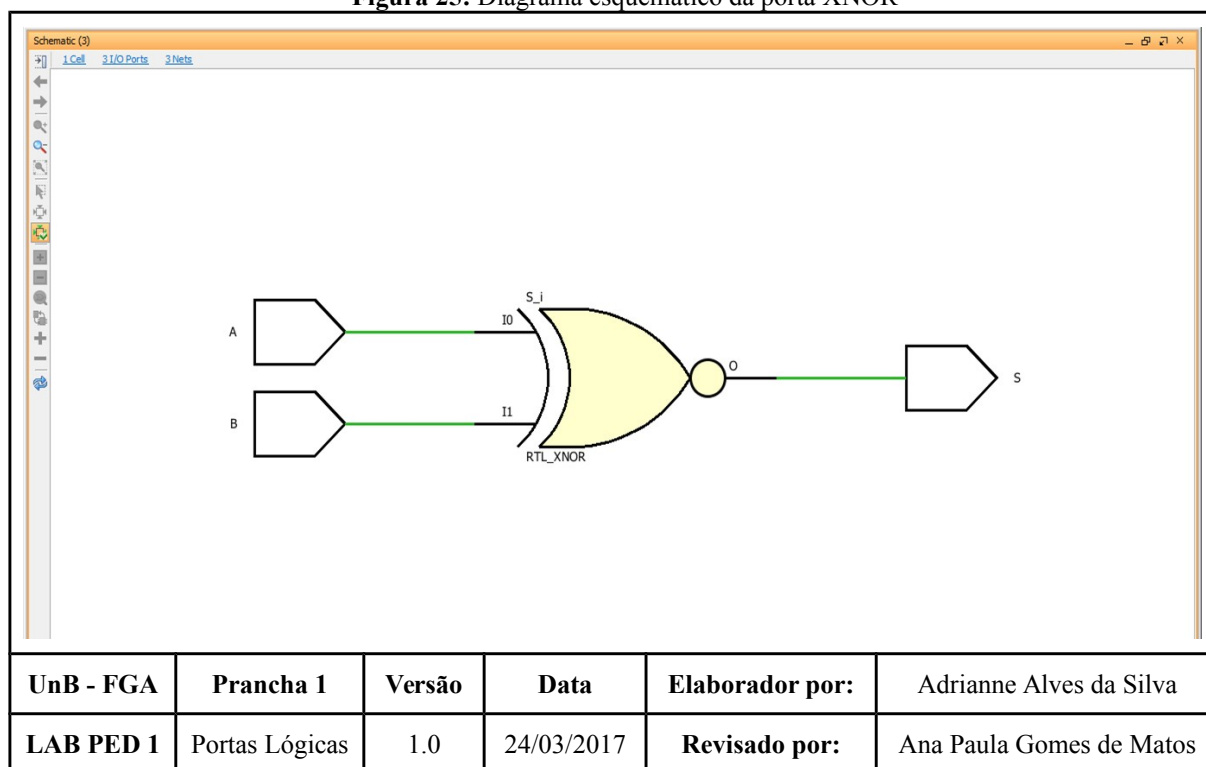 Figura 25: Diagrama esquemático da porta XNOR
Schematic (3)
1 Cell 3 I/O Ports 3 Nets
S_i
A
I0
O
S
B
I1
RTL_XNOR
UnB - FGA Prancha 1 Versão Data Elaborador por: Adrianne Alves da Silva
LAB PED 1 Portas Lógicas 1.0 24/03/2017 Revisado por: Ana Paula Gomes de Matos